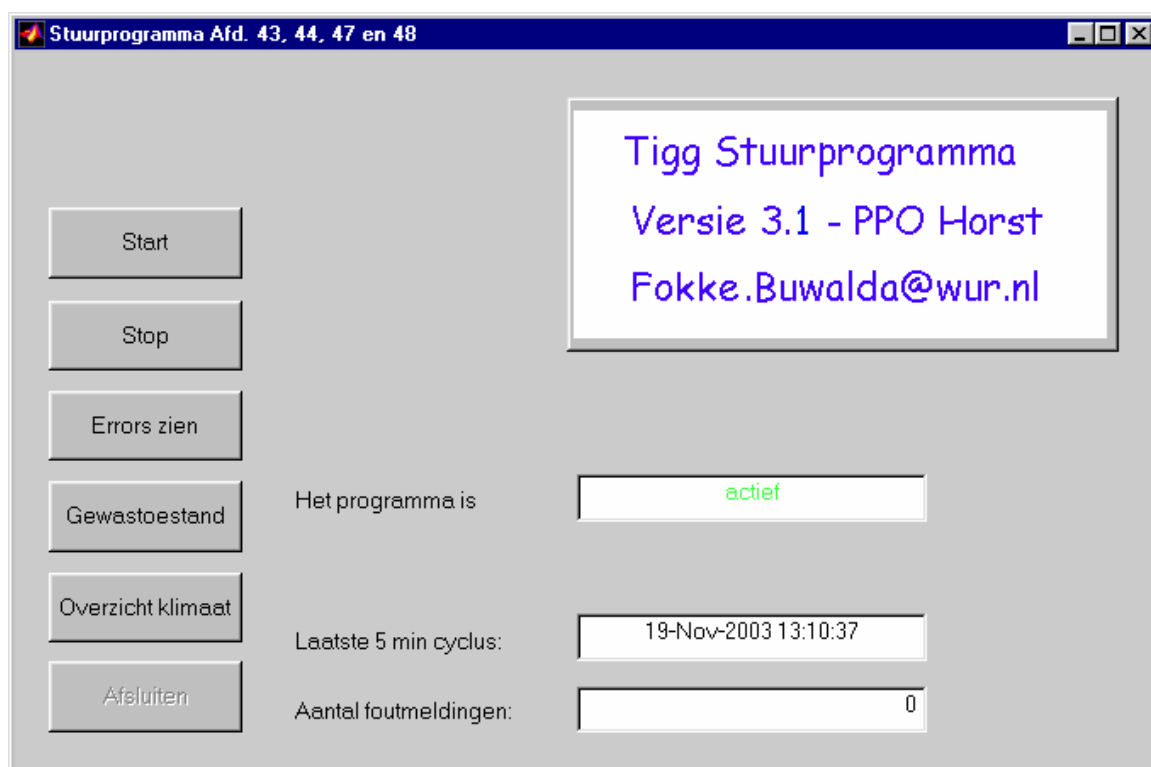 Stuurprogramma Afd. 43, 44, 47 en 48
Tigg Stuurprogramma
Versie 3.1 - PPO Horst
Fokke.Buwalda@wur.nl
Start
Stop
Errors zien
Gewastoestand
Overzicht klimaat
Afsluiten
Het programma is actief
Laatste 5 min cyclus: 19-Nov-2003 13:10:37
Aantal foutmeldingen: 0